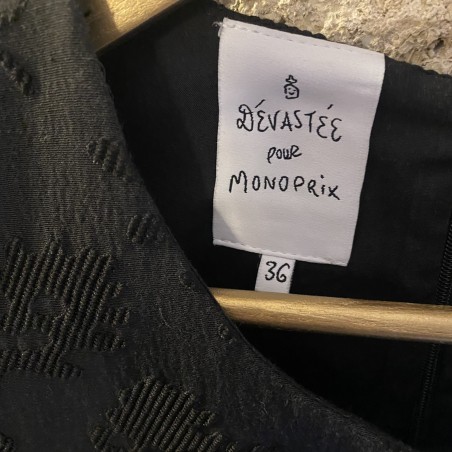 DÉVASTÉE
pour
MONOPRix
36